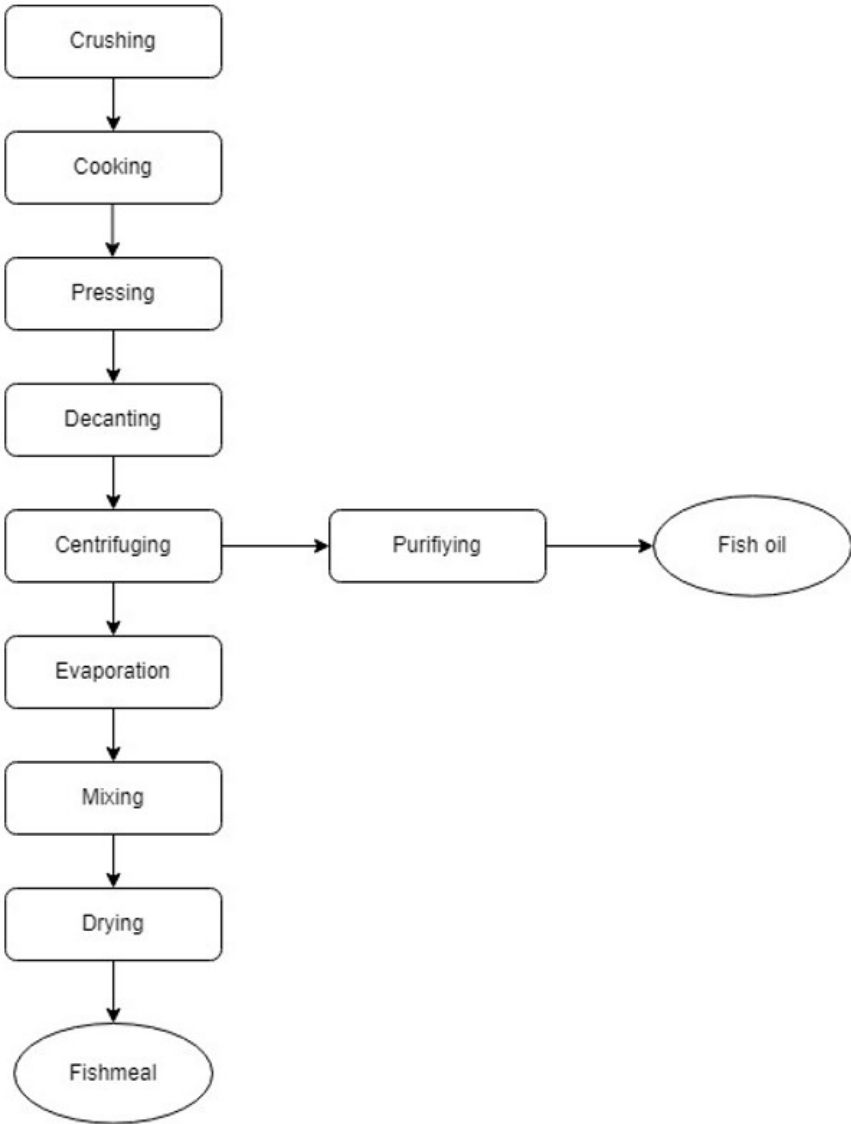 Crushing
Cooking
Pressing
Decanting
Centrifuging
Purifiying
Fish oil
Evaporation
Mixing
Drying
Fishmeal